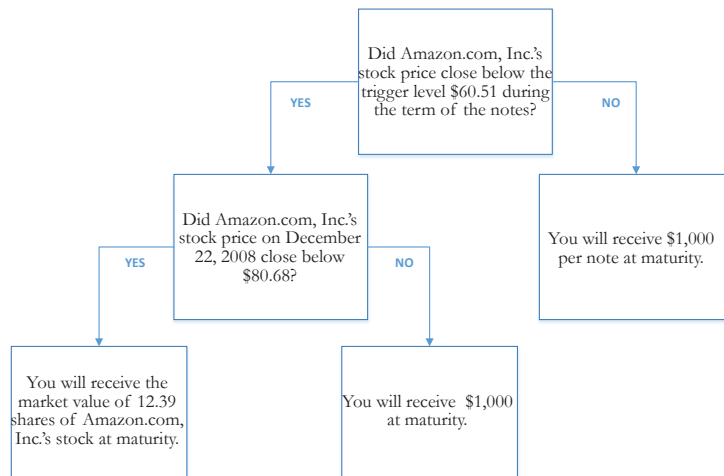 Did Amazon.com, Inc.'s
stock price close below the
trigger level $60.51 during
the term of the notes?
YES
NO
Did Amazon.com, Inc.'s
stock price on December
22, 2008 close below
$80.68?
You will receive $1,000
per note at maturity.
YES
NO
You will receive the
market value of 12.39
shares of Amazon.com,
Inc.'s stock at maturity.
You will receive $1,000
at maturity.